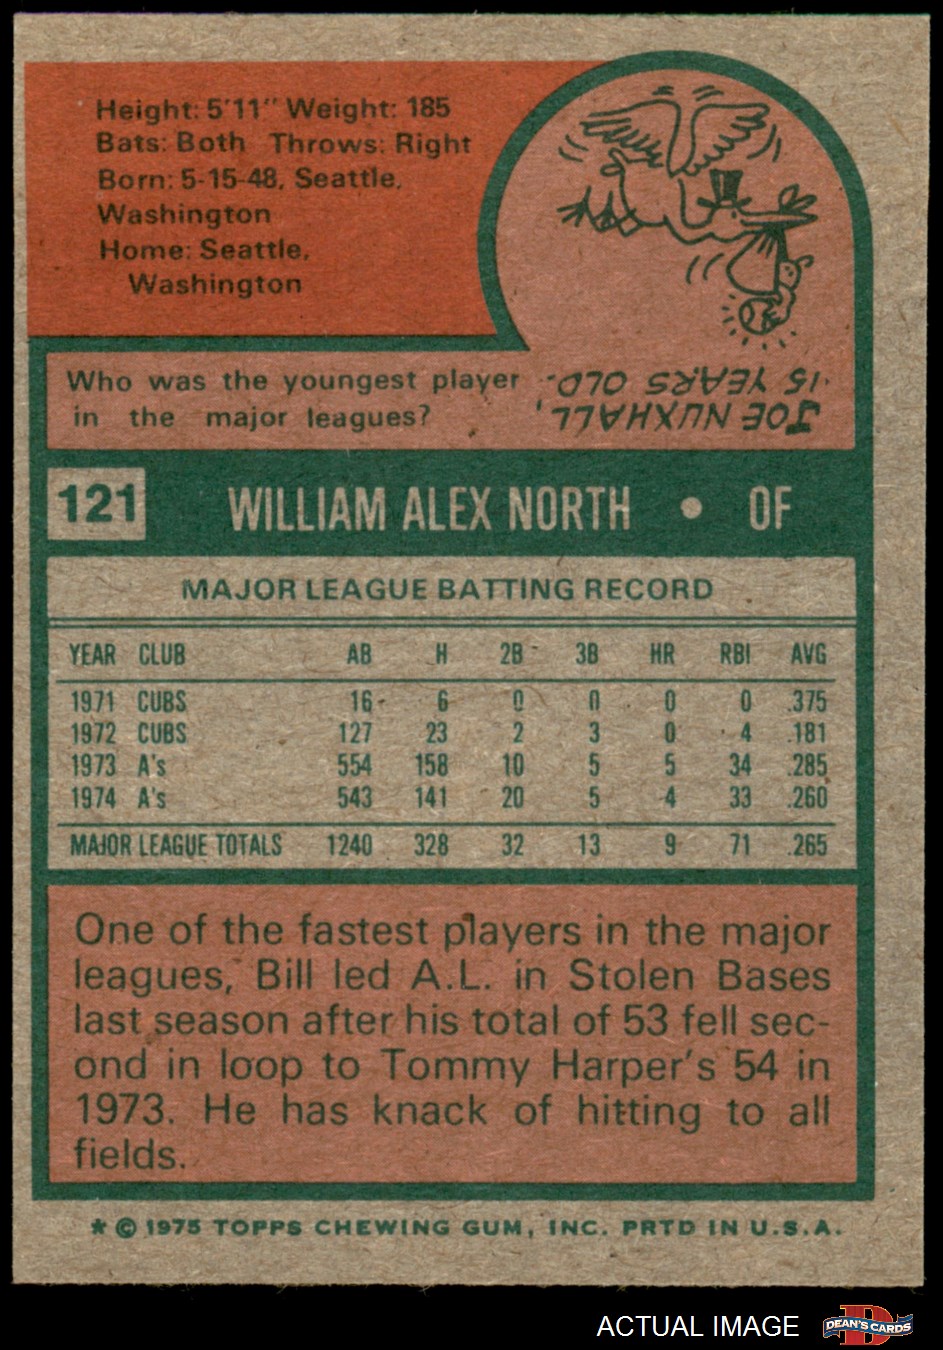 Height: 5'11" Weight: 185
Bats: Both Throws: Right
Born: 5-15-48, Seattle,
Washington
Home: Seattle,
Washington
Who was the youngest player
in the major leagues?
JOE NUXHALL,
15 YEARS OLD.
121 WILLIAM ALEX NORTH • OF
MAJOR LEAGUE BATTING RECORD
YEAR CLUB AB H 2B 3B HR RBI AVG
1971 CUBS 16 6 0 0 0 0 .375
1972 CUBS 127 23 2 3 0 4 .181
1973 A's 554 158 10 5 5 34 .285
1974 A's 543 141 20 5 4 33 .260
MAJOR LEAGUE TOTALS 1240 328 32 13 9 71 .265
One of the fastest players in the major
leagues, Bill led A.L. in Stolen Bases
last season after his total of 53 fell sec-
ond in loop to Tommy Harper's 54 in
1973. He has knack of hitting to all
fields.
* © 1975 TOPPS CHEWING GUM, INC. PRTD IN U.S.A.
ACTUAL IMAGE
D
DEAN'S CARDS